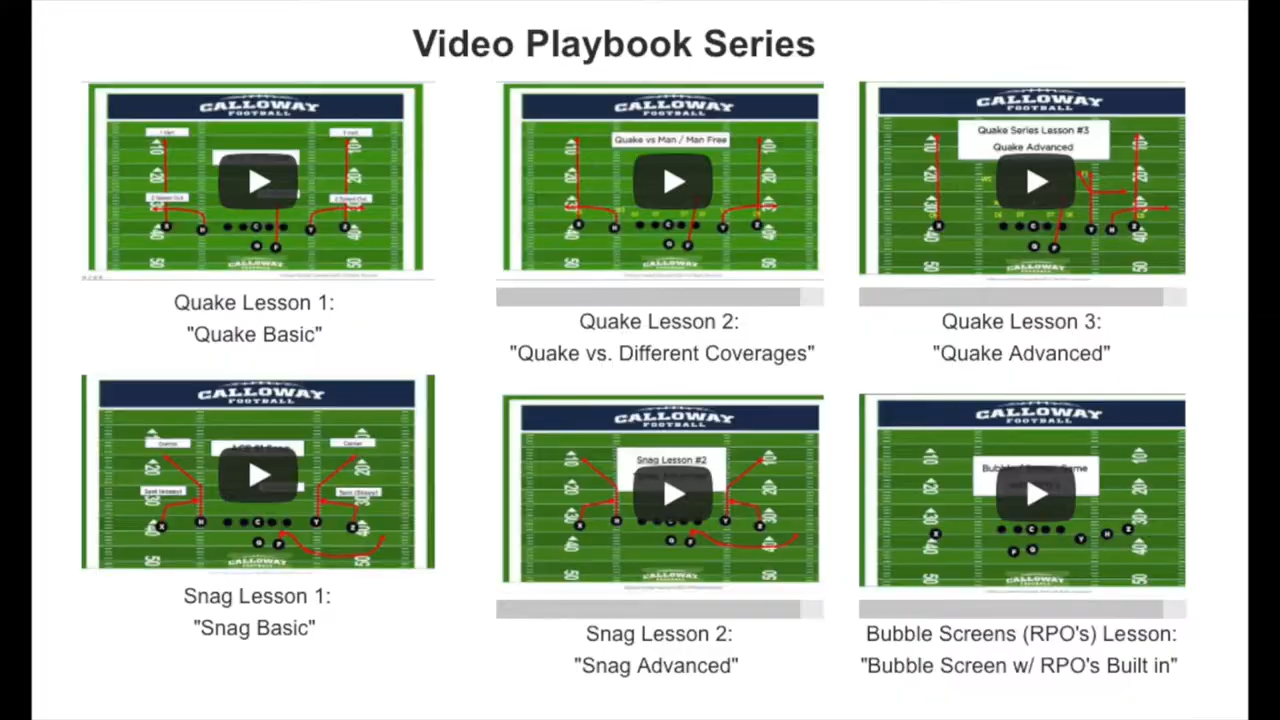 Video Playbook Series
CALLOWAY
FOOTBALL
CALLOWAY
FOOTBALL
Quake vs Man / Man Free
CALLOWAY
FOOTBALL
Quake Series Lesson #3
Quake Advanced
Quake Lesson 1:
"Quake Basic"
Quake Lesson 2:
"Quake vs. Different Coverages"
Quake Lesson 3:
"Quake Advanced"
CALLOWAY
FOOTBALL
CALLOWAY
FOOTBALL
Snag Lesson #2
CALLOWAY
FOOTBALL
Snag Lesson 1:
"Snag Basic"
Snag Lesson 2:
"Snag Advanced"
Bubble Screens (RPO's) Lesson:
"Bubble Screen w/ RPO's Built in"